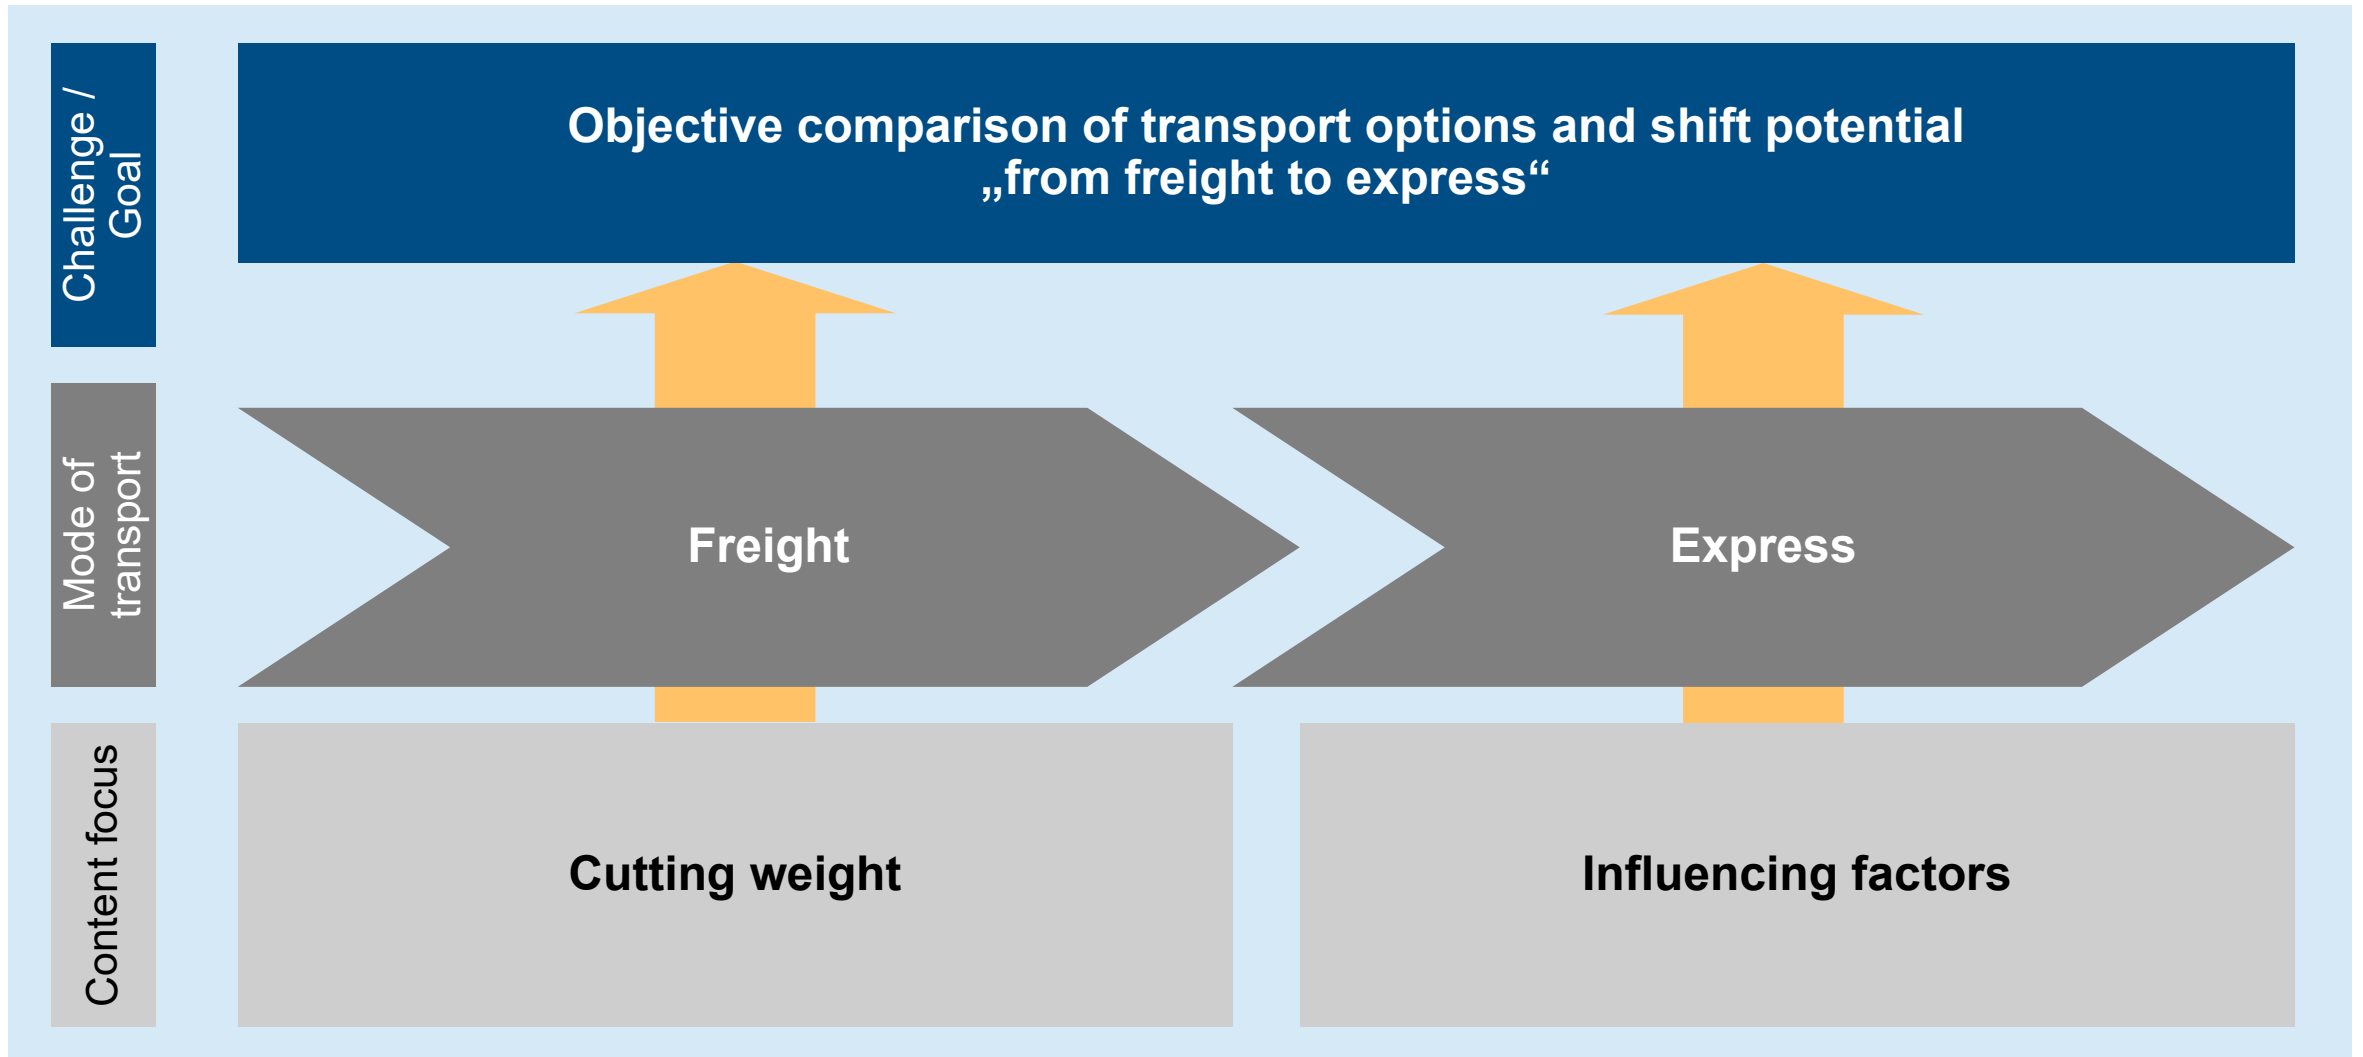 Challenge /
Goal
Objective comparison of transport options and shift potential
„from freight to express“
Mode of
transport
Freight
Express
Content focus
Cutting weight
Influencing factors